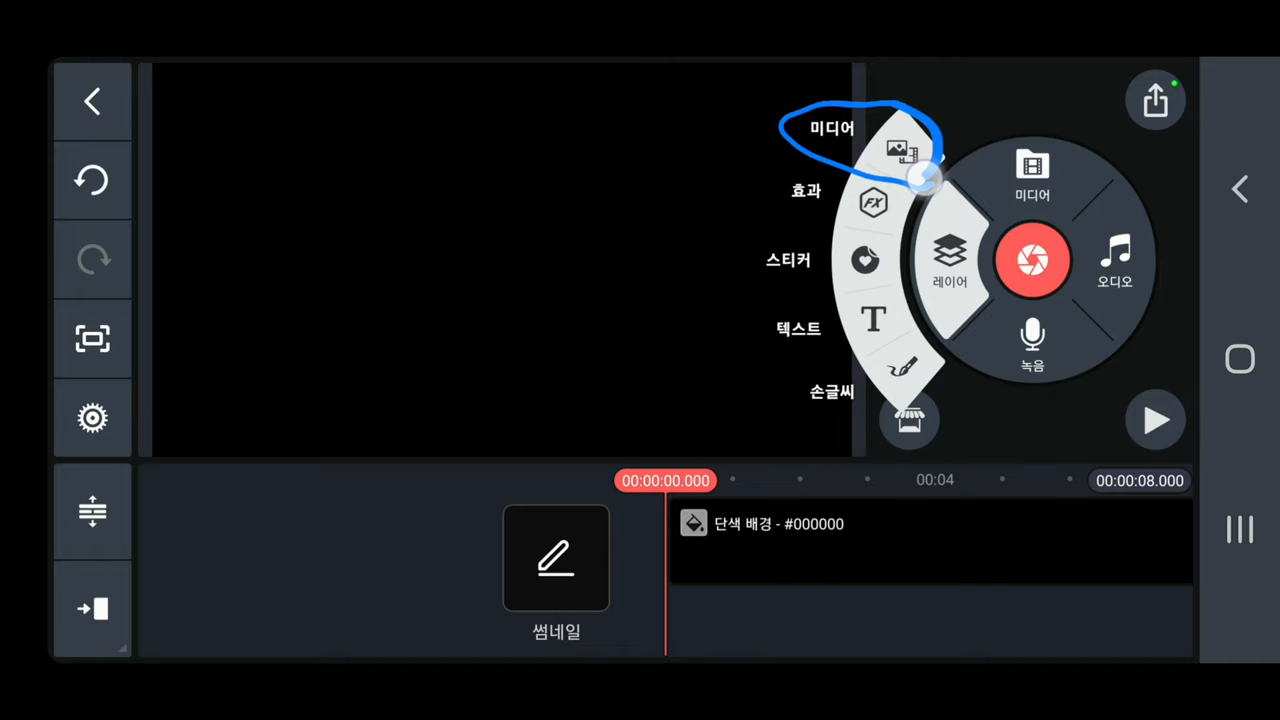 미디어
효과
스티커
텍스트
손글씨
FX
T
미디어
레이어
오디오
녹음
00:00:00.000
00:04
00:00:08.000
단색 배경 - #000000
썸네일